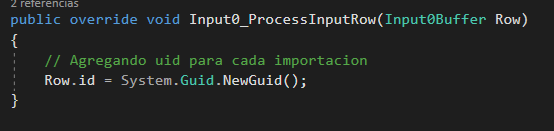 2 referencias
public override void Input0_ProcessInputRow(Input0Buffer Row)
{
// Agregando uid para cada importacion
Row.id = System.Guid.NewGuid();
}